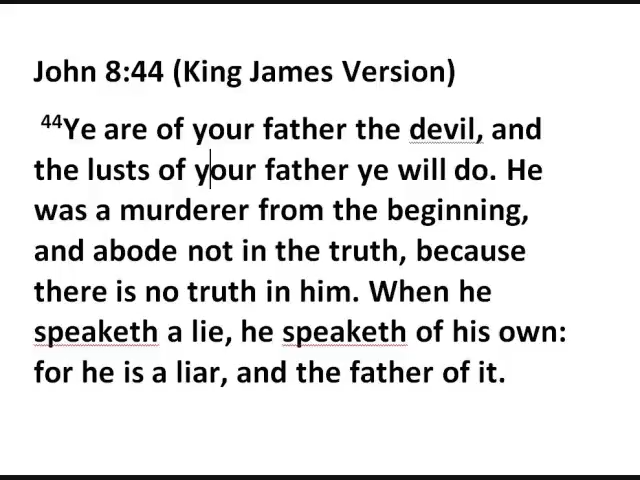 John 8:44 (King James Version)
44Ye are of your father the devil, and
the lusts of your father ye will do. He
was a murderer from the beginning,
and abode not in the truth, because
there is no truth in him. When he
speaketh a lie, he speaketh of his own:
for he is a liar, and the father of it.